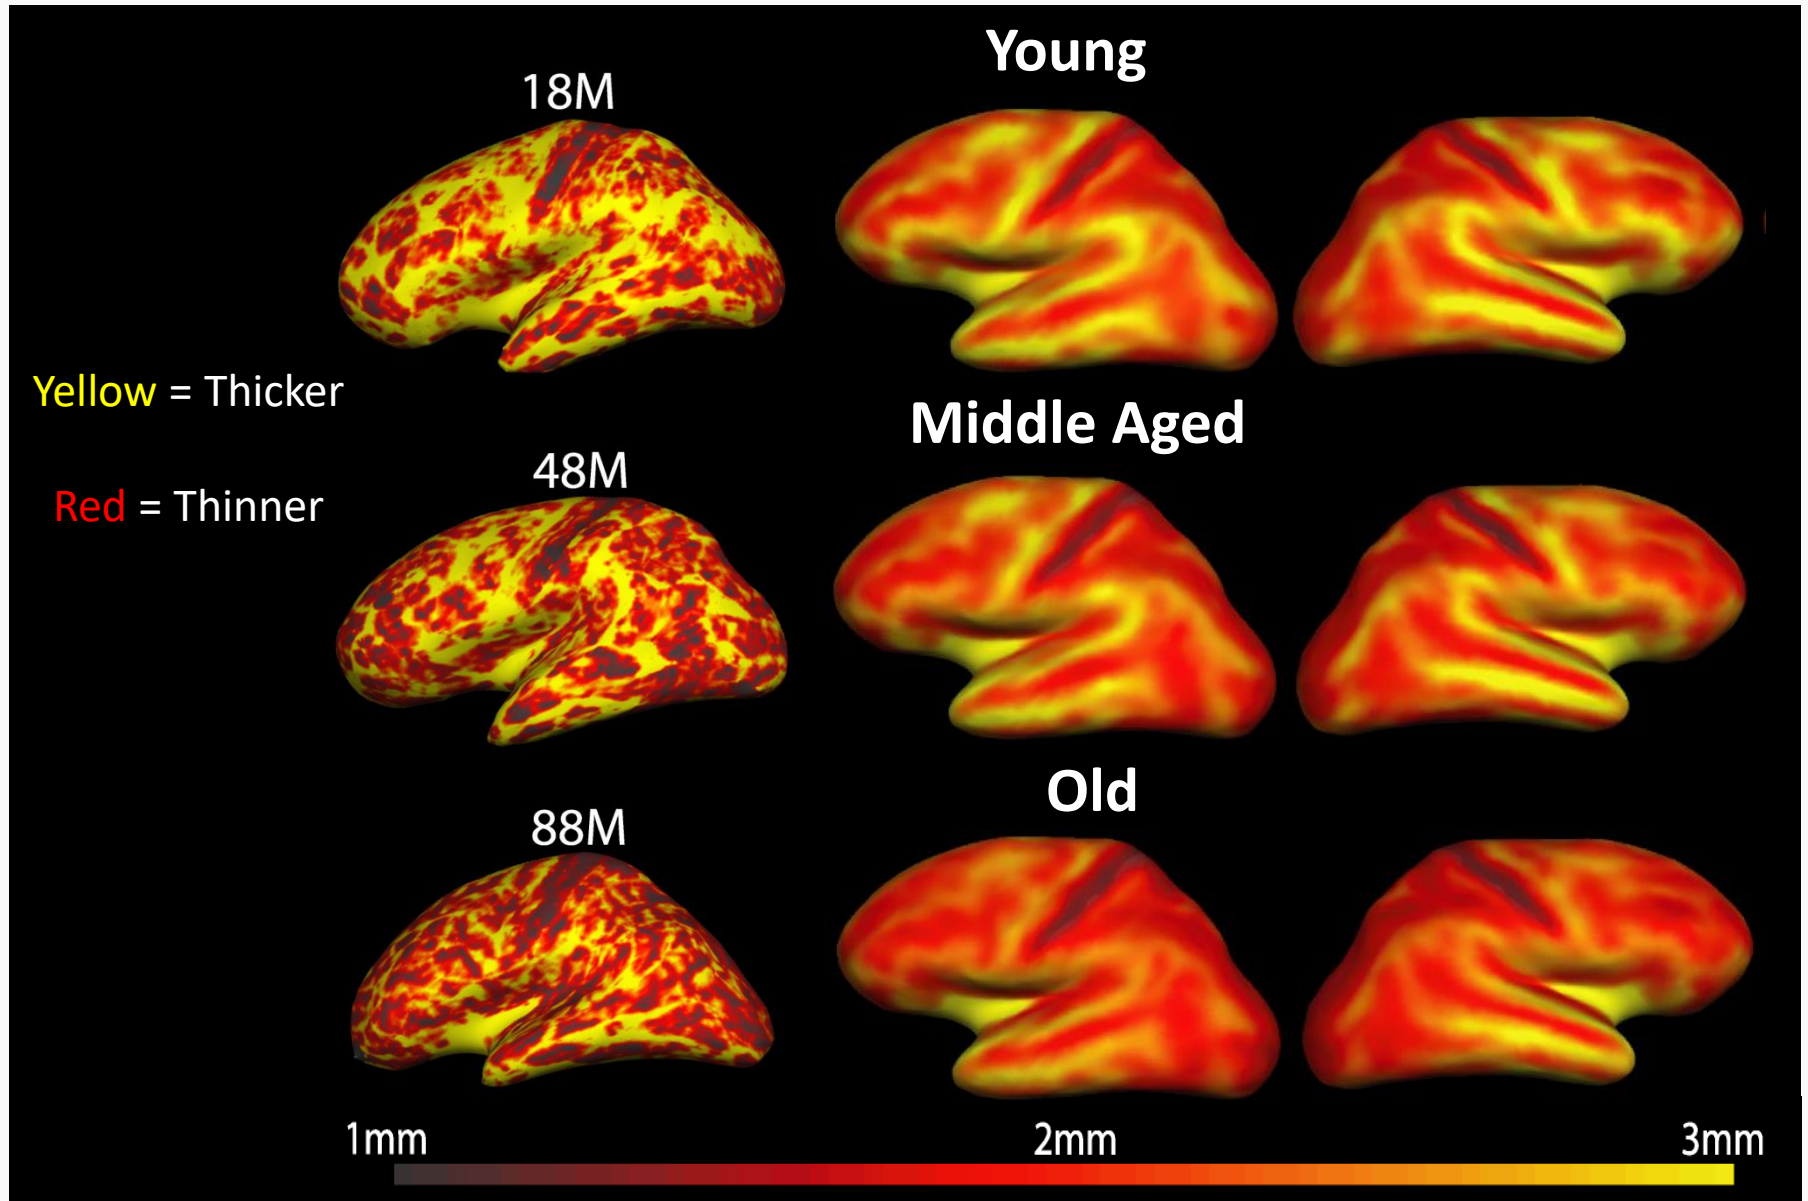 Young
18M
Yellow = Thicker
Middle Aged
48M
Red = Thinner
Old
88M
1mm 2mm 3mm